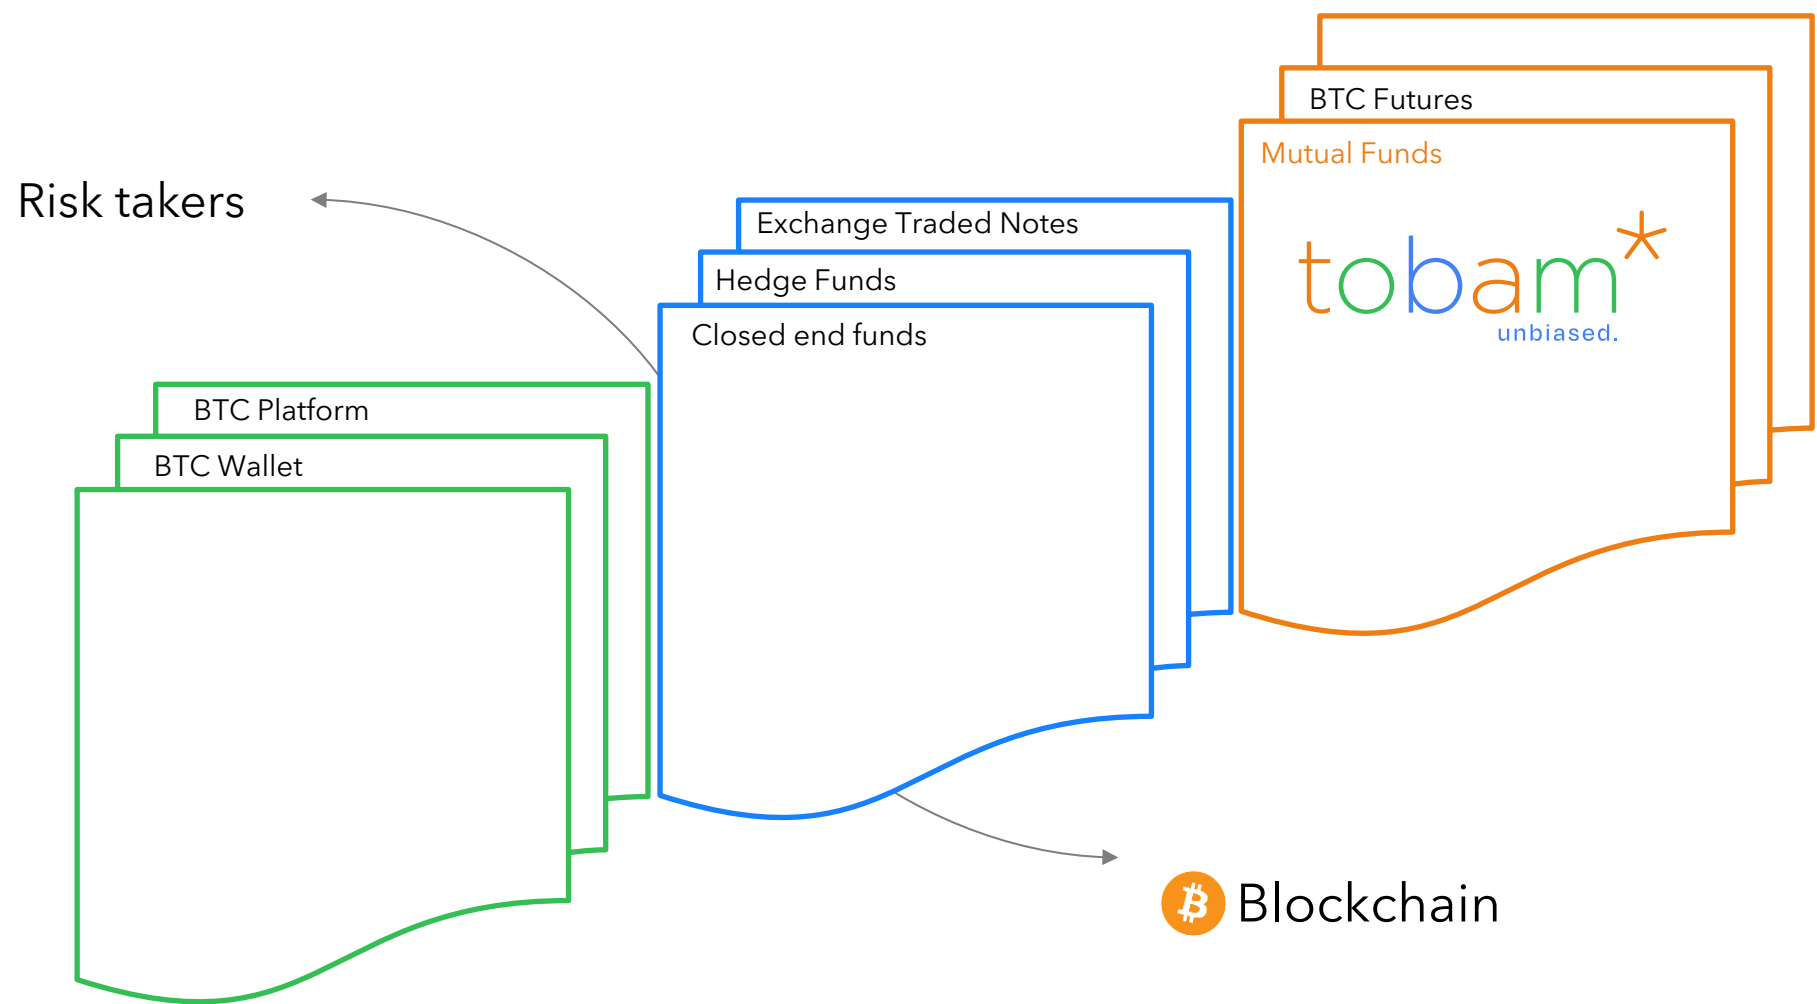 BTC Futures
Mutual Funds
tobam*
unbiased.
Risk takers
Exchange Traded Notes
Hedge Funds
Closed end funds
BTC Platform
BTC Wallet
Blockchain